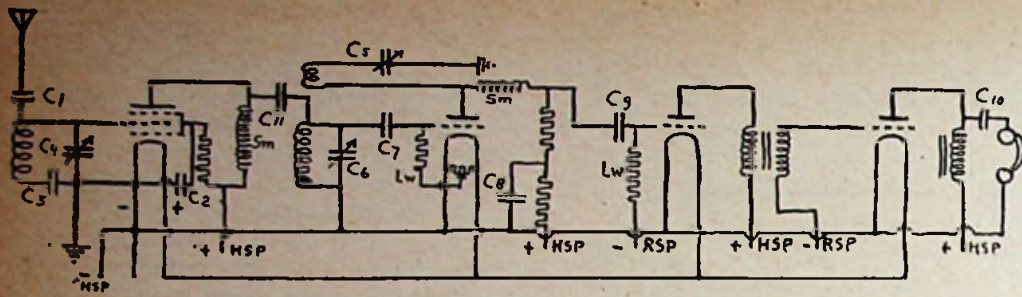 C5
C1
C11
Sm
Sm
C9
C10
C4
C7
C6
Lw
C8
Lw
C3
- + C2
+ HSP
+ HSP
- RSP
+ HSP
- RSP
+ HSP
- HSP